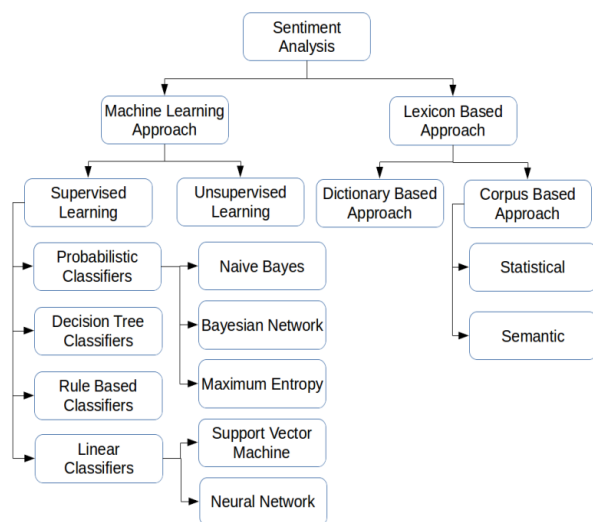 Sentiment
Analysis
Machine Learning
Approach
Lexicon Based
Approach
Supervised
Learning
Unsupervised
Learning
Dictionary Based
Approach
Corpus Based
Approach
Probabilistic
Classifiers
Naive Bayes
Statistical
Decision Tree
Classifiers
Bayesian Network
Semantic
Rule Based
Classifiers
Maximum Entropy
Linear
Classifiers
Support Vector
Machine
Neural Network